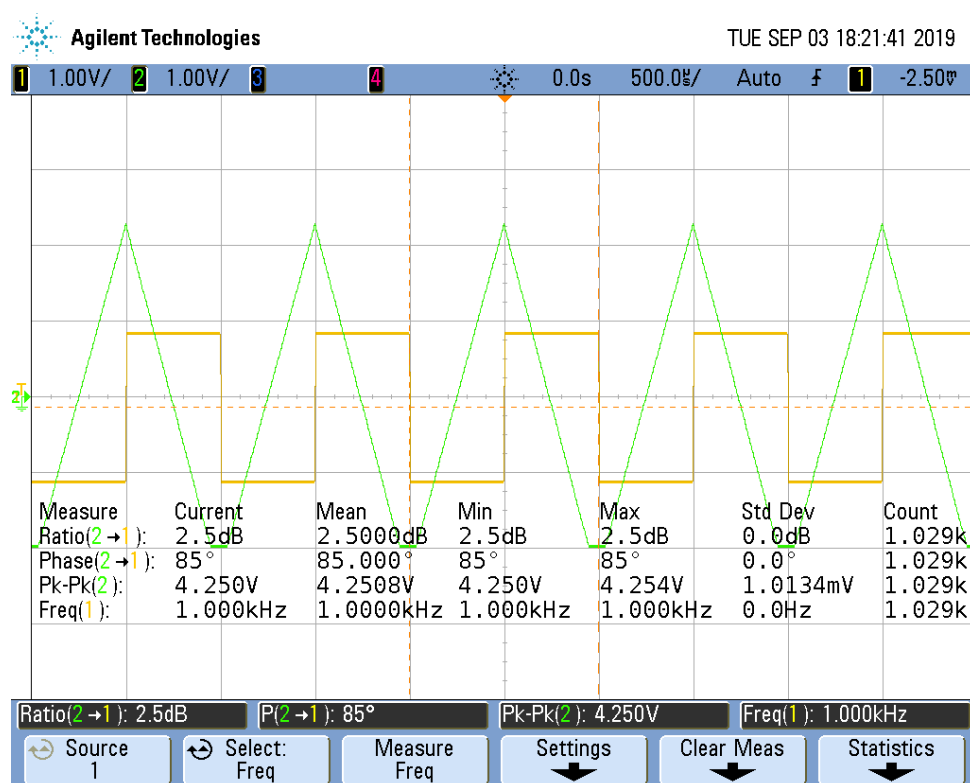 Agilent Technologies TUE SEP 03 18:21:41 2019
1 1.00V/ 2 1.00V/ 3 4 0.0s 500.0㎲/ Auto 1 -2.50mV
2
Measure Current Mean Min Max Std Dev Count
Ratio(2→1): 2.5dB 2.5000dB 2.5dB 2.5dB 0.0dB 1.029k
Phase(2→1): 85° 85.000° 85° 85° 0.0° 1.029k
Pk-Pk(2): 4.250V 4.2508V 4.250V 4.254V 1.0134mV 1.029k
Freq(1): 1.000kHz 1.0000kHz 1.000kHz 1.000kHz 0.0Hz 1.029k
Ratio(2→1): 2.5dB P(2→1): 85° Pk-Pk(2): 4.250V Freq(1): 1.000kHz
Source Select: Measure Settings Clear Meas Statistics
1 Freq Freq